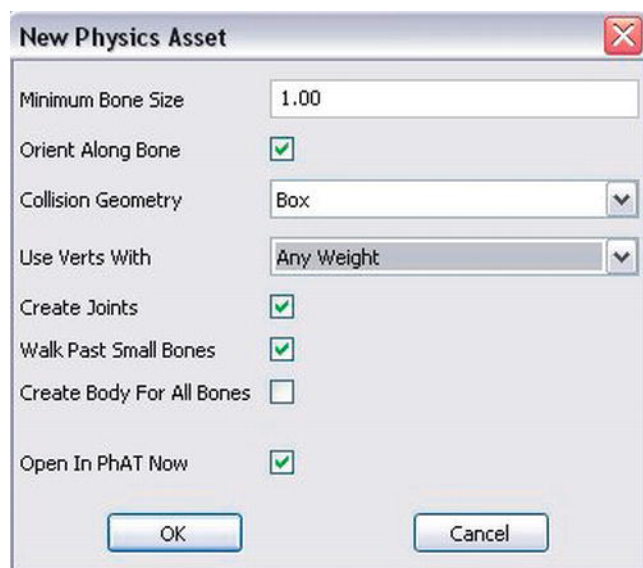 New Physics Asset
Minimum Bone Size 1.00
Orient Along Bone
Collision Geometry Box
Use Verts With Any Weight
Create Joints
Walk Past Small Bones
Create Body For All Bones
Open In PhAT Now
OK Cancel